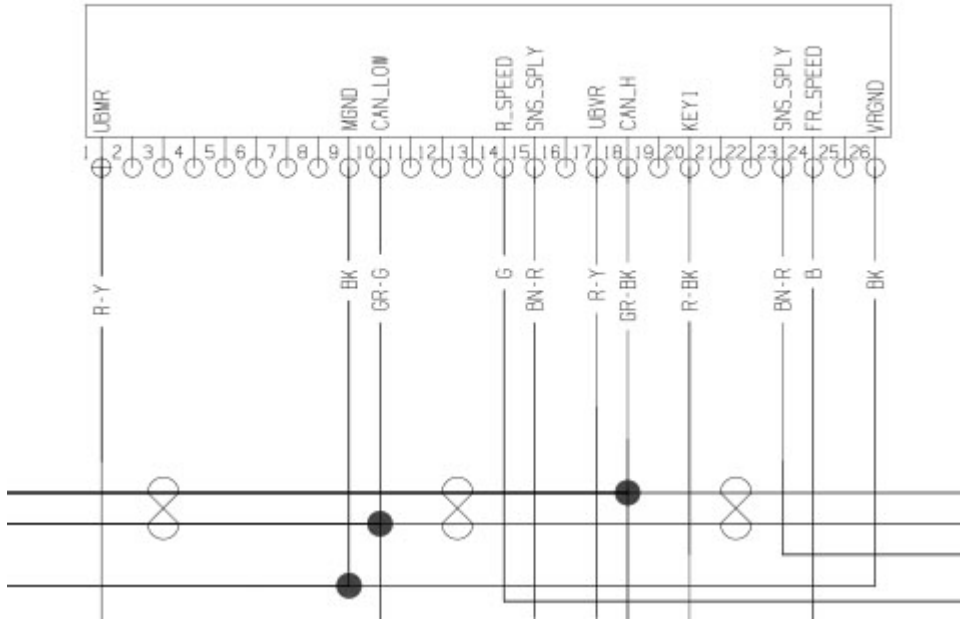 UBMR
MGND
CAN_LOW
R_SPEED
SNS_SPLY
UBVR
CAN_H
KEY1
SNS_SPLY
FR_SPEED
VRGND
1 2 3 4 5 6 7 8 9 10 11 12 13 14 15 16 17 18 19 20 21 22 23 24 25 26
R-Y
BK
GR-G
G
BN-R
R-Y
GR-BK
R-BK
BN-R
B
BK